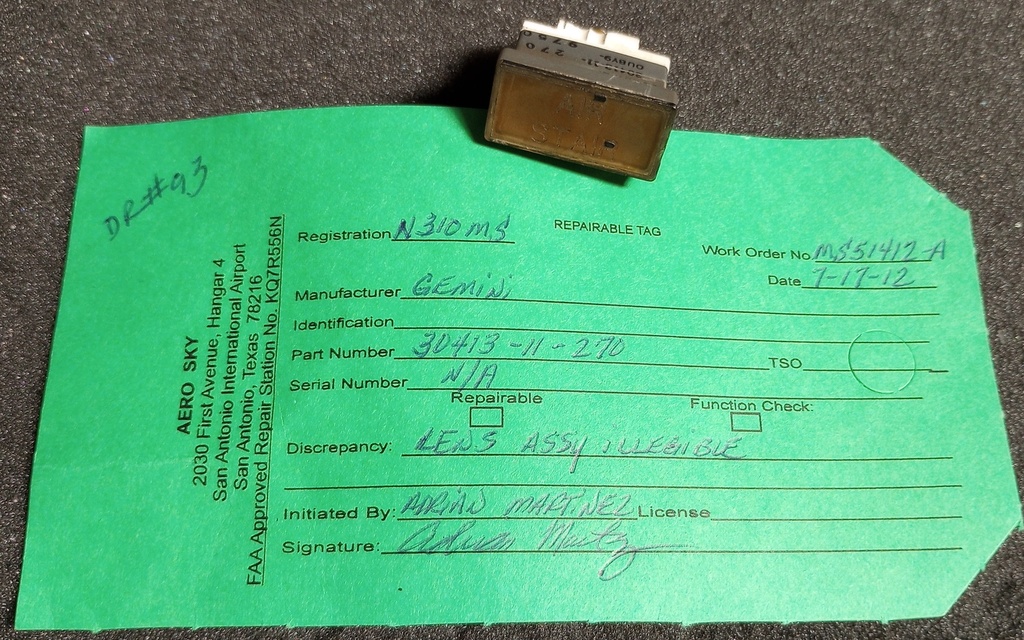 9750
270
AIR
DR#93
AERO SKY
2030 First Avenue, Hangar 4
San Antonio International Airport
San Antonio, Texas 78216
FAA Approved Repair Station No. KQ7R556N
REPAIRABLE TAG
Registration N310MS
Work Order No MS51412-A
Date 7-17-12
Manufacturer GEMINI
Identification
Part Number 30413-11-270 TSO
Serial Number N/A
Repairable
Function Check:
Discrepancy: LENS ASSY ILLEGIBLE
Initiated By: ADRIAN MARTINEZ License
Signature: